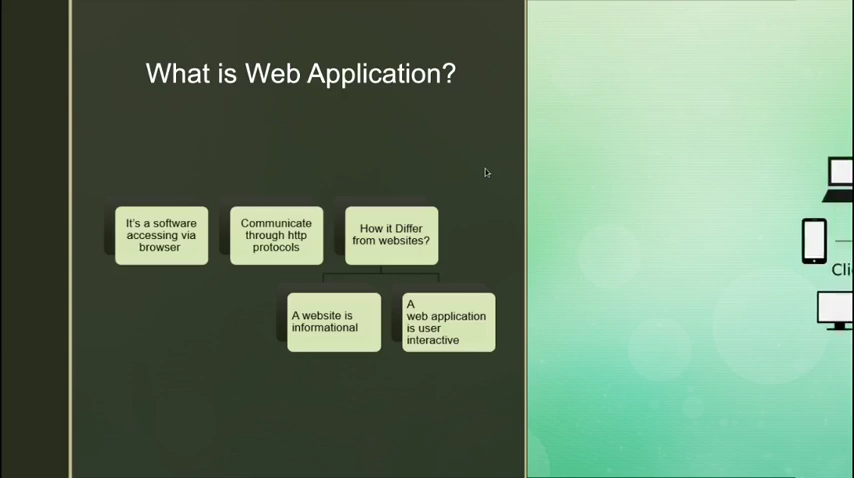 What is Web Application?
It's a software
accessing via
browser
Communicate
through http
protocols
How it Differ
from websites?
A website is
informational
A
web application
is user
interactive